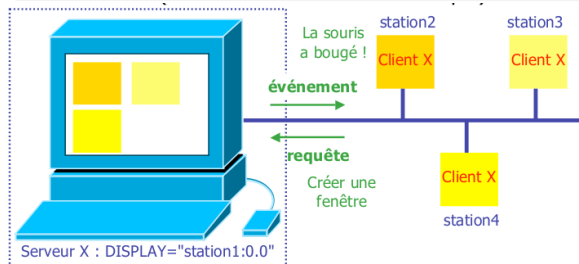 La souris
a bougé !
événement
requête
Créer une
fenêtre
station2
Client X
station3
Client X
Client X
station4
Serveur X : DISPLAY="station1:0.0"